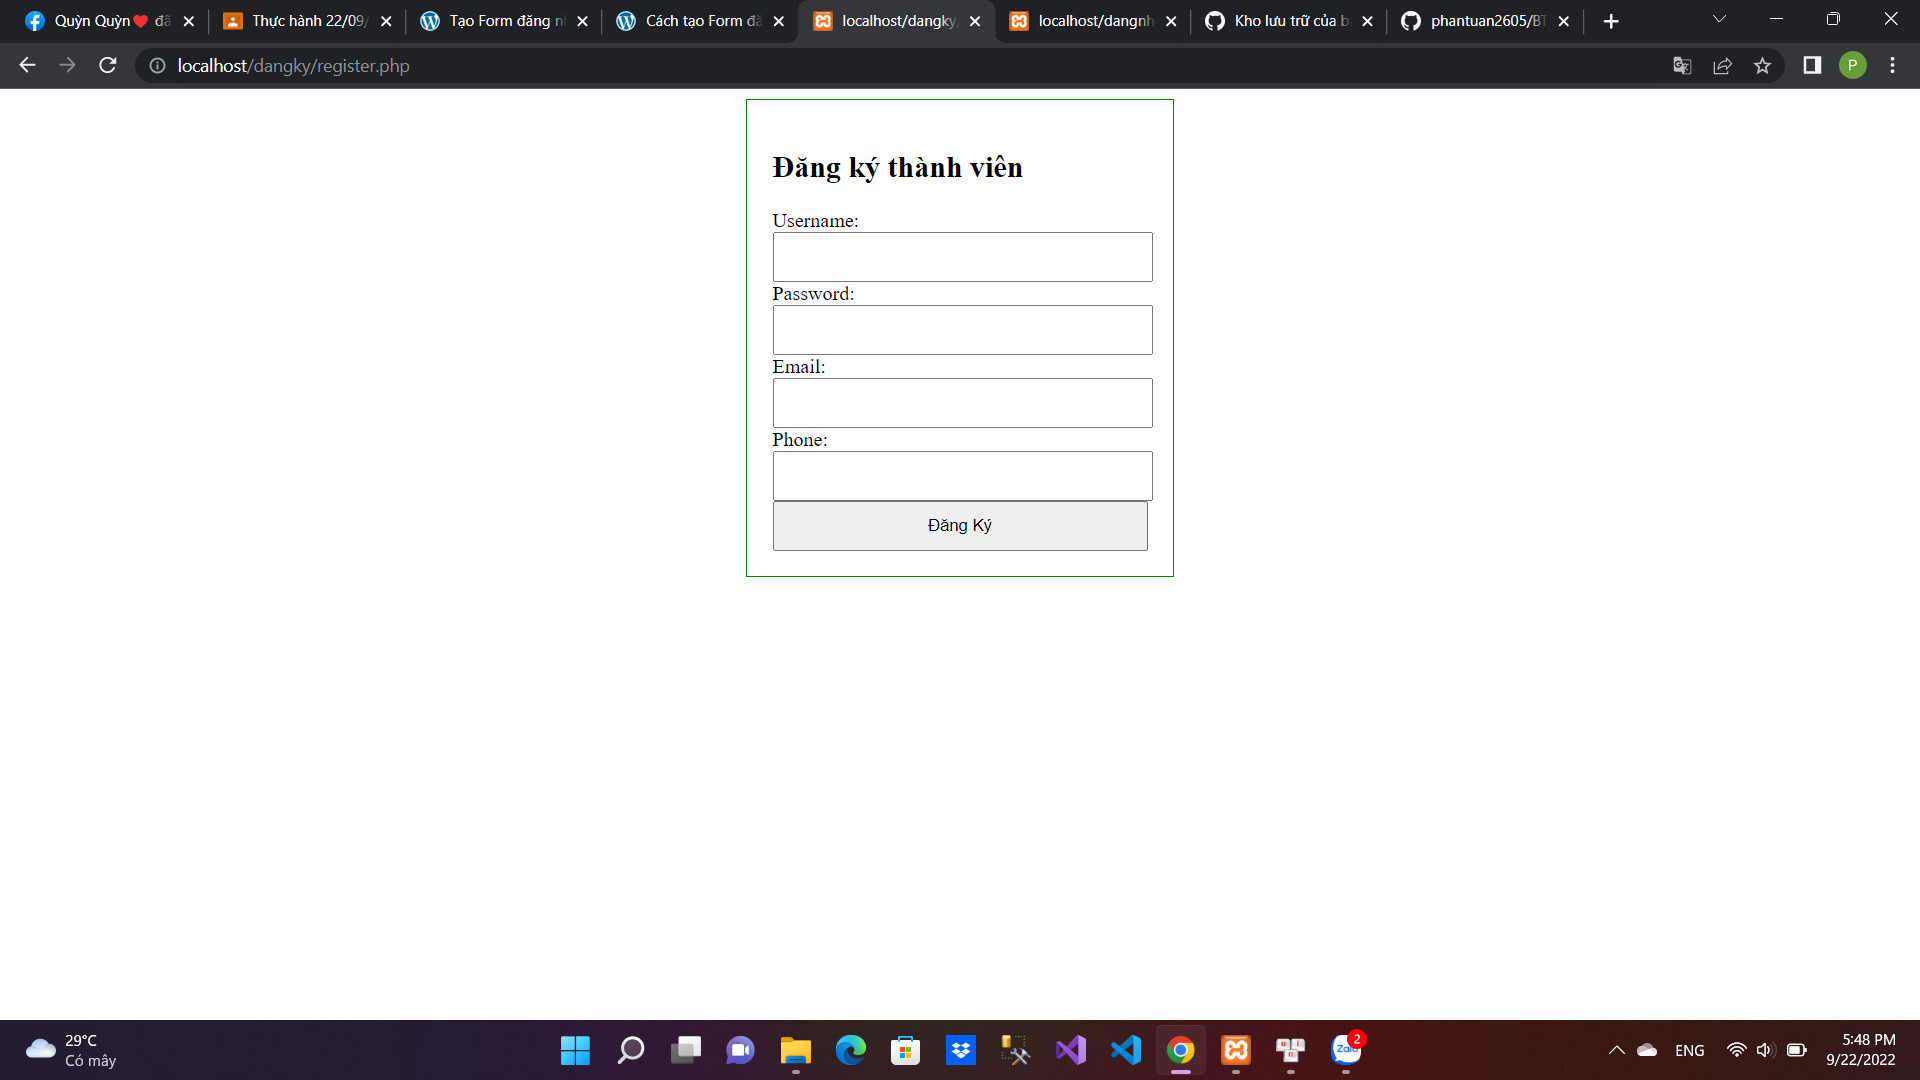 Quỳn Quỳn❤️ đã
Thực hành 22/09/
Tạo Form đăng n
Cách tạo Form đă
localhost/dangky
localhost/dangnh
Kho lưu trữ của b
phantuan2605/BT
localhost/dangky/register.php
P
Đăng ký thành viên
Username:
Password:
Email:
Phone:
Đăng Ký
29°C
Có mây
Zalo
2
ENG
5:48 PM
9/22/2022